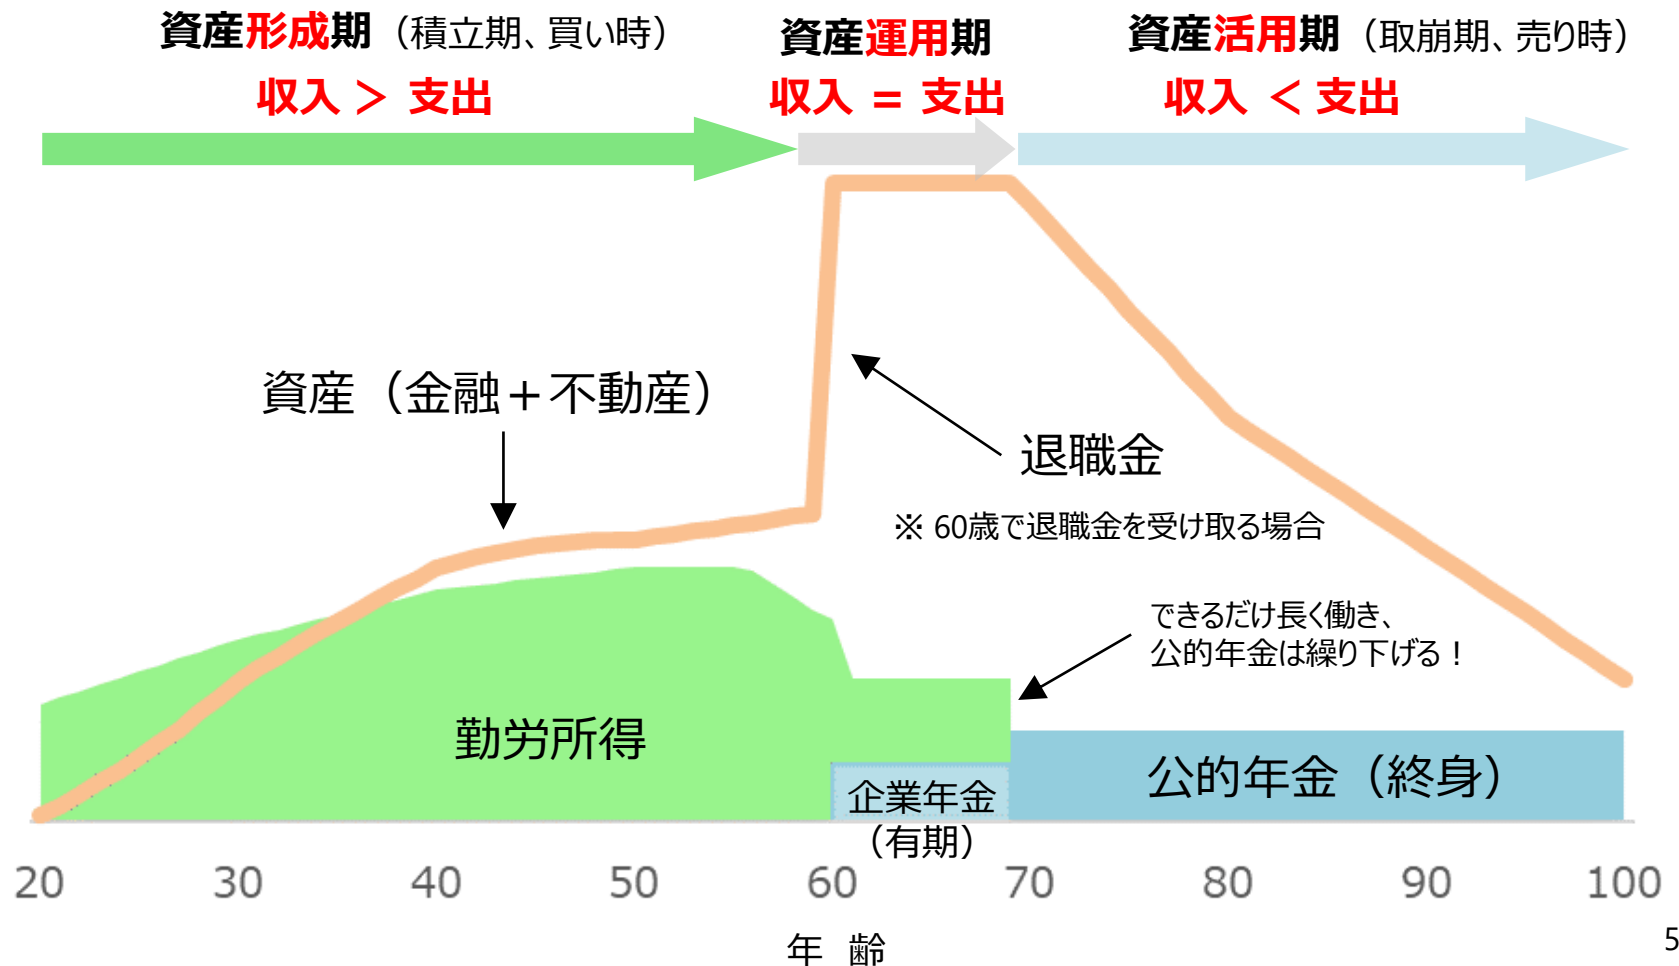 資産形成期（積立期、買い時）
資産運用期
資産活用期（取崩期、売り時）
収入 ＞ 支出
収入 ＝ 支出
収入 ＜ 支出
資産（金融＋不動産）
退職金
※ 60歳で退職金を受け取る場合
できるだけ長く働き、
公的年金は繰り下げる！
勤労所得
企業年金
（有期）
公的年金（終身）
20 30 40 50 60 70 80 90 100
年 齢
5